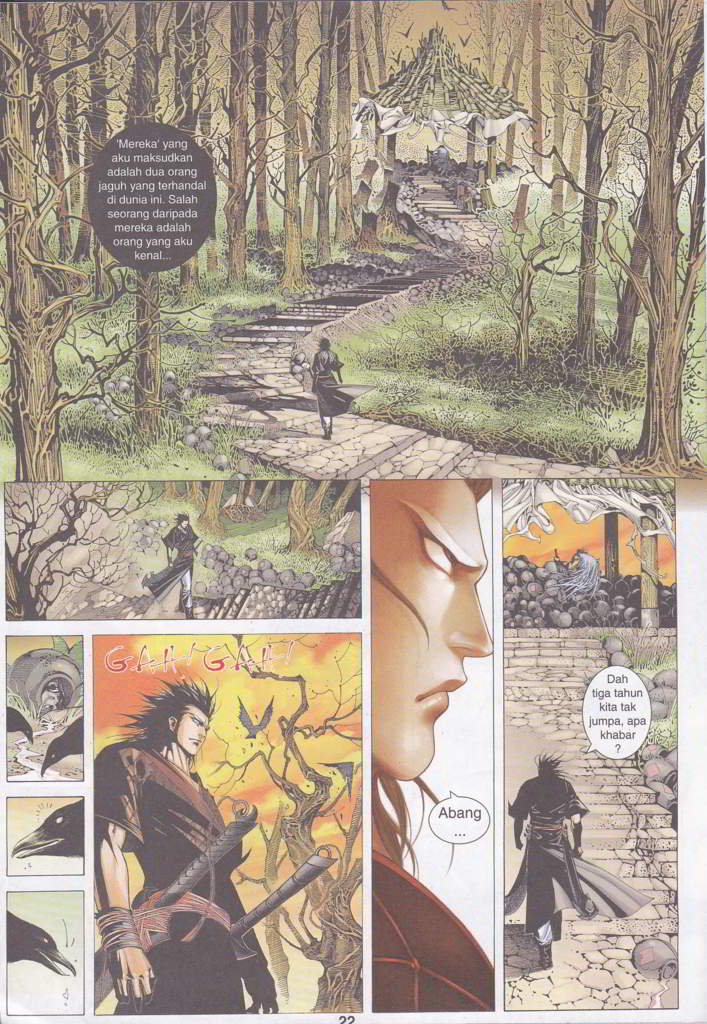 'Mereka' yang
aku maksudkan
adalah dua orang
jaguh yang terhandal
di dunia ini. Salah
seorang daripada
mereka adalah
orang yang aku
kenal...
GAH! GAH!
Abang
...
Dah
tiga tahun
kita tak
jumpa, apa
khabar
?
22